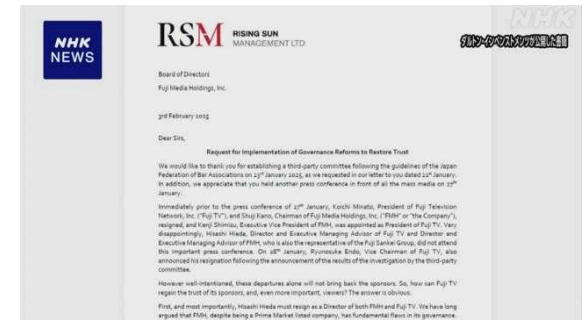 NHK
NHK
NEWS
ダルトン・インベストメンツが公開した書簡
RSM RISING SUN
MANAGEMENT LTD
Board of Directors
Fuji Media Holdings, Inc.
3rd February 2025
Dear Sirs,
Request for Implementation of Governance Reforms to Restore Trust
We would like to thank you for establishing a third-party committee following the guidelines of the Japan
Federation of Bar Associations on 23rd January 2025, as we requested in our letter to you dated 21st January.
In addition, we appreciate that you held another press conference in front of all the mass media on 27th
January.
Immediately prior to the press conference of 27th January, Koichi Minato, President of Fuji Television
Network, Inc. ("Fuji TV"), and Shuji Kano, Chairman of Fuji Media Holdings, Inc. ("FMH" or "the Company"),
resigned, and Kenji Shimizu, Executive Vice President of FMH, was appointed as President of Fuji TV. Very
disappointingly, Hisashi Hieda, Director and Executive Managing Advisor of Fuji TV and Director and
Executive Managing Advisor of FMH, who is also the representative of the Fuji Sankei Group, did not attend
this important press conference. On 28th January, Ryunosuke Endo, Vice Chairman of Fuji TV, also
announced his resignation following the announcement of the results of the investigation by the third-party
committee.
However well-intentioned, these departures alone will not bring back the sponsors. So, how can Fuji TV
regain the trust of its sponsors, and, even more important, viewers? The answer is obvious.
First, and most importantly, Hisashi Hieda must resign as a Director of both FMH and Fuji TV. We have long
argued that FMH, despite being a Prime Market listed company, has fundamental flaws in its governance.